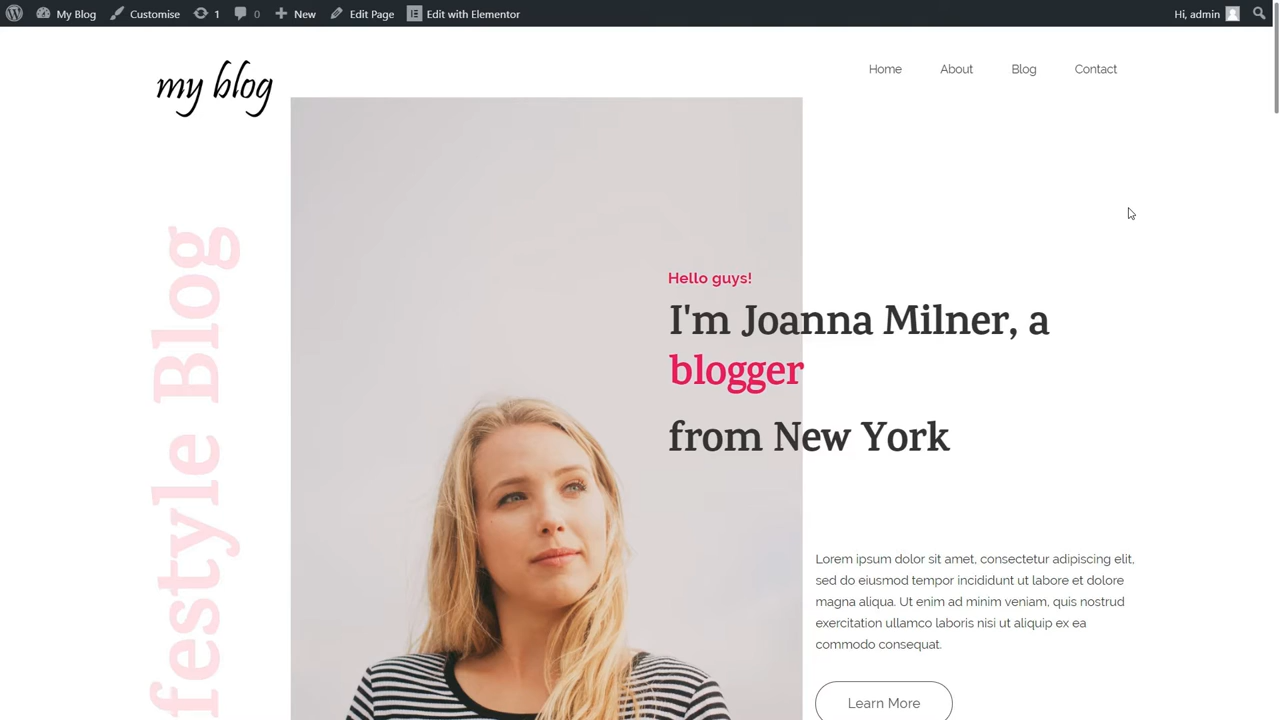 My Blog Customise 1 0 New Edit Page Edit with Elementor Hi, admin
my blog
Home About Blog Contact
festyle Blog
Hello guys!
I'm Joanna Milner, a
blogger
from New York
Lorem ipsum dolor sit amet, consectetur adipiscing elit,
sed do eiusmod tempor incididunt ut labore et dolore
magna aliqua. Ut enim ad minim veniam, quis nostrud
exercitation ullamco laboris nisi ut aliquip ex ea
commodo consequat.
Learn More